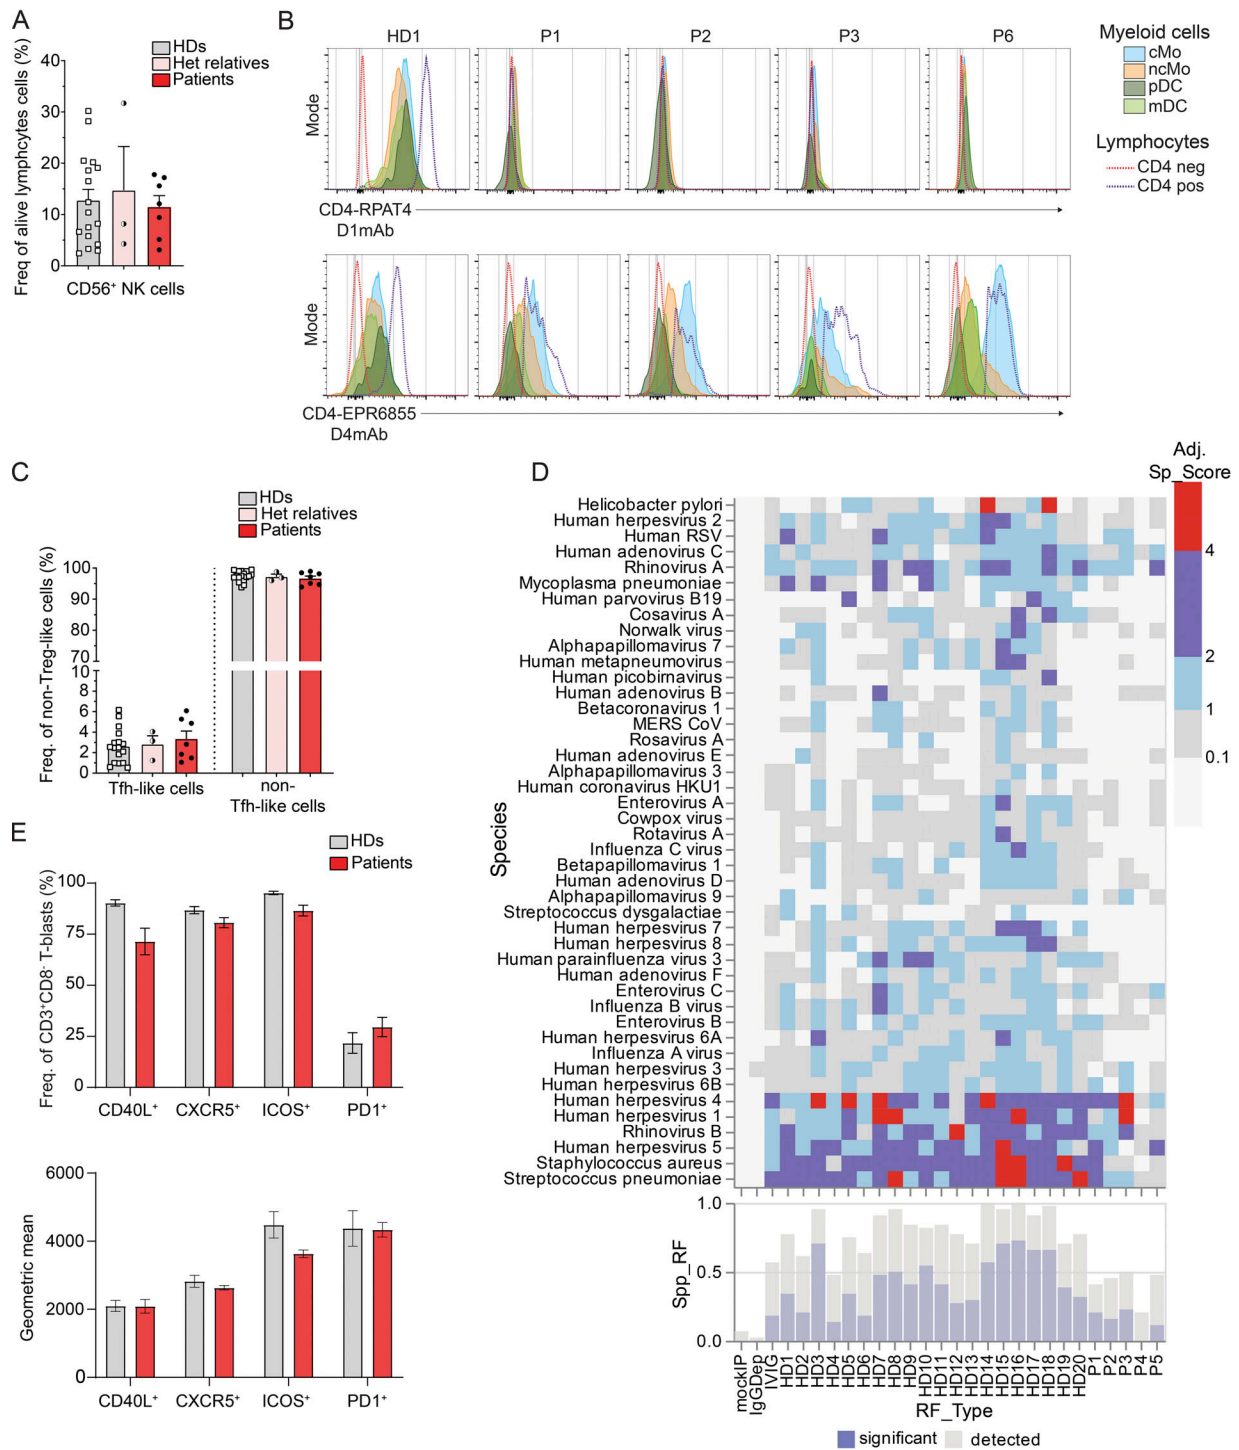 A
HDs
Het relatives
Patients
Freq of alive lymphocytes cells (%)
40
30
20
10
0
CD56+ NK cells
B
HD1 P1 P2 P3 P6
Mode
CD4-RPAT4
D1mAb
Mode
CD4-EPR6855
D4mAb
Myeloid cells
cMo
ncMo
pDC
mDC
Lymphocytes
CD4 neg
CD4 pos
C
HDs
Het relatives
Patients
Freq. of non-Treg-like cells (%)
100
90
80
70
10
8
6
4
2
0
Tfh-like cells
non-
Tfh-like cells
D
Adj.
Sp_Score
4
2
1
0.1
Species
Helicobacter pylori
Human herpesvirus 2
Human RSV
Human adenovirus C
Rhinovirus A
Mycoplasma pneumoniae
Human parvovirus B19
Cosavirus A
Norwalk virus
Alphapapillomavirus 7
Human metapneumovirus
Human picobirnavirus
Human adenovirus B
Betacoronavirus 1
MERS CoV
Rosavirus A
Human adenovirus E
Alphapapillomavirus 3
Human coronavirus HKU1
Enterovirus A
Cowpox virus
Rotavirus A
Influenza C virus
Betapapillomavirus 1
Human adenovirus D
Alphapapillomavirus 9
Streptococcus dysgalactiae
Human herpesvirus 7
Human herpesvirus 8
Human parainfluenza virus 3
Human adenovirus F
Enterovirus C
Influenza B virus
Enterovirus B
Human herpesvirus 6A
Influenza A virus
Human herpesvirus 3
Human herpesvirus 6B
Human herpesvirus 4
Human herpesvirus 1
Rhinovirus B
Human herpesvirus 5
Staphylococcus aureus
Streptococcus pneumoniae
Spp_RF
1.0
0.5
0.0
mockIP
IgGDep
IVIG
HD1
HD2
HD3
HD4
HD5
HD6
HD7
HD8
HD9
HD10
HD11
HD12
HD13
HD14
HD15
HD16
HD17
HD18
HD19
HD20
P1
P2
P3
P4
P5
RF_Type
significant detected
E
HDs
Patients
Freq. of CD3+CD8- T-blasts (%)
100
75
50
25
0
CD40L+ CXCR5+ ICOS+ PD1+
Geometric mean
6000
4000
2000
0
CD40L+ CXCR5+ ICOS+ PD1+